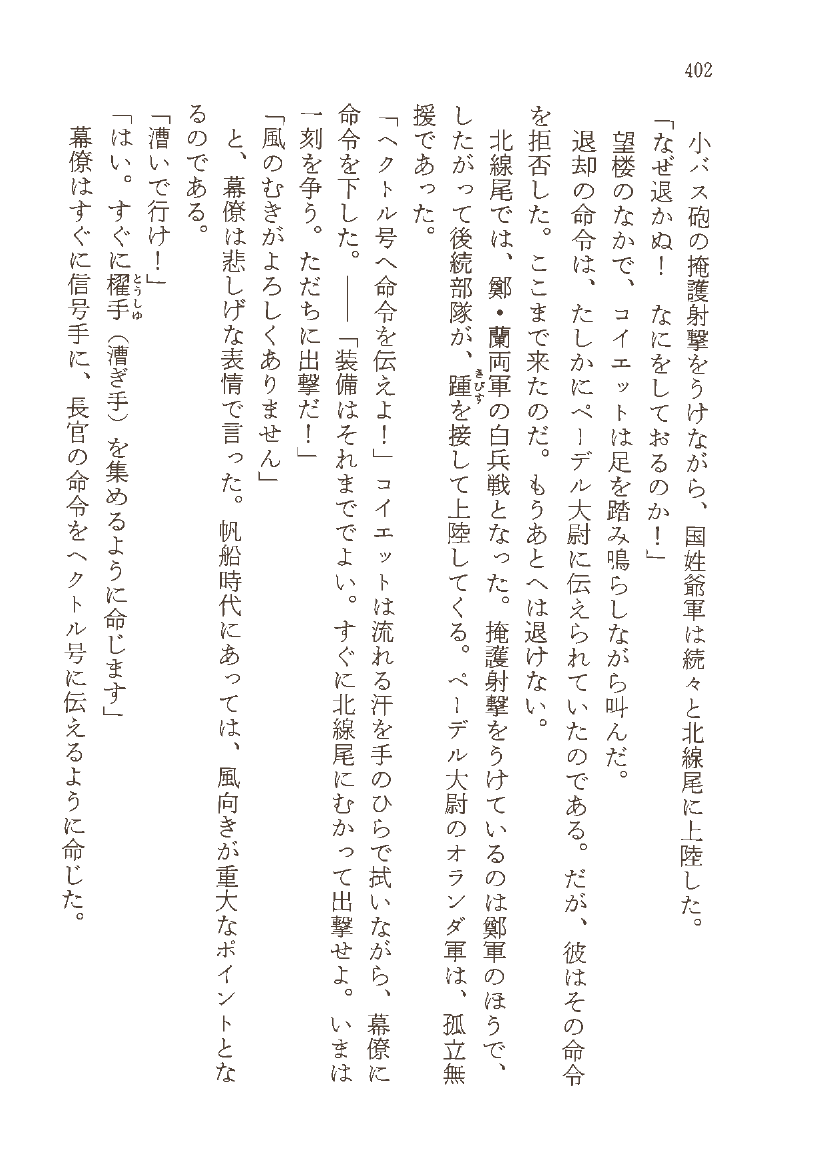 402
小バス砲の掩護射撃をうけながら、国姓爺軍は続々と北線尾に上陸した。
「なぜ退かぬ！　なにをしておるのか！」
望楼のなかで、コイエットは足を踏み鳴らしながら叫んだ。
退却の命令は、たしかにペーデル大尉に伝えられていたのである。だが、彼はその命令
を拒否した。ここまで来たのだ。もうあとへは退けない。
北線尾では、鄭・蘭両軍の白兵戦となった。掩護射撃をうけているのは鄭軍のほうで、
したがって後続部隊が、踵を接して上陸してくる。ペーデル大尉のオランダ軍は、孤立無
きびす
援であった。
「ヘクトル号へ命令を伝えよ！」コイエットは流れる汗を手のひらで拭いながら、幕僚に
命令を下した。――「装備はそれまででよい。すぐに北線尾にむかって出撃せよ。いまは
一刻を争う。ただちに出撃だ！」
「風のむきがよろしくありません」
と、幕僚は悲しげな表情で言った。帆船時代にあっては、風向きが重大なポイントとな
るのである。
「漕いで行け！」
「はい。すぐに櫂手（漕ぎ手）を集めるように命じます」
とうしゆ
幕僚はすぐに信号手に、長官の命令をヘクトル号に伝えるように命じた。